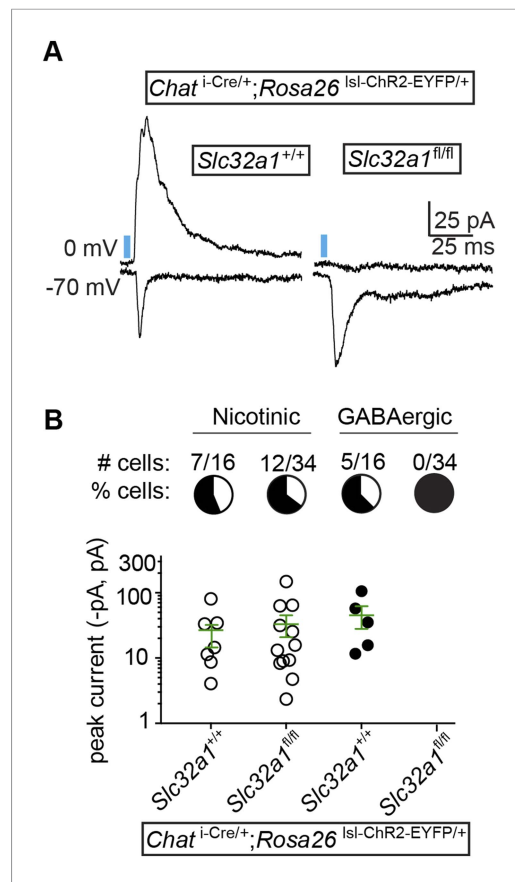 A
Chat i-Cre/+;Rosa26 lsl-ChR2-EYFP/+
Slc32a1+/+ Slc32a1fl/fl
25 pA
25 ms
0 mV
-70 mV
B
Nicotinic GABAergic
# cells: 7/16 12/34 5/16 0/34
% cells:
peak current (-pA, pA)
300
100
10
1
Slc32a1+/+ Slc32a1fl/fl Slc32a1+/+ Slc32a1fl/fl
Chat i-Cre/+;Rosa26 lsl-ChR2-EYFP/+